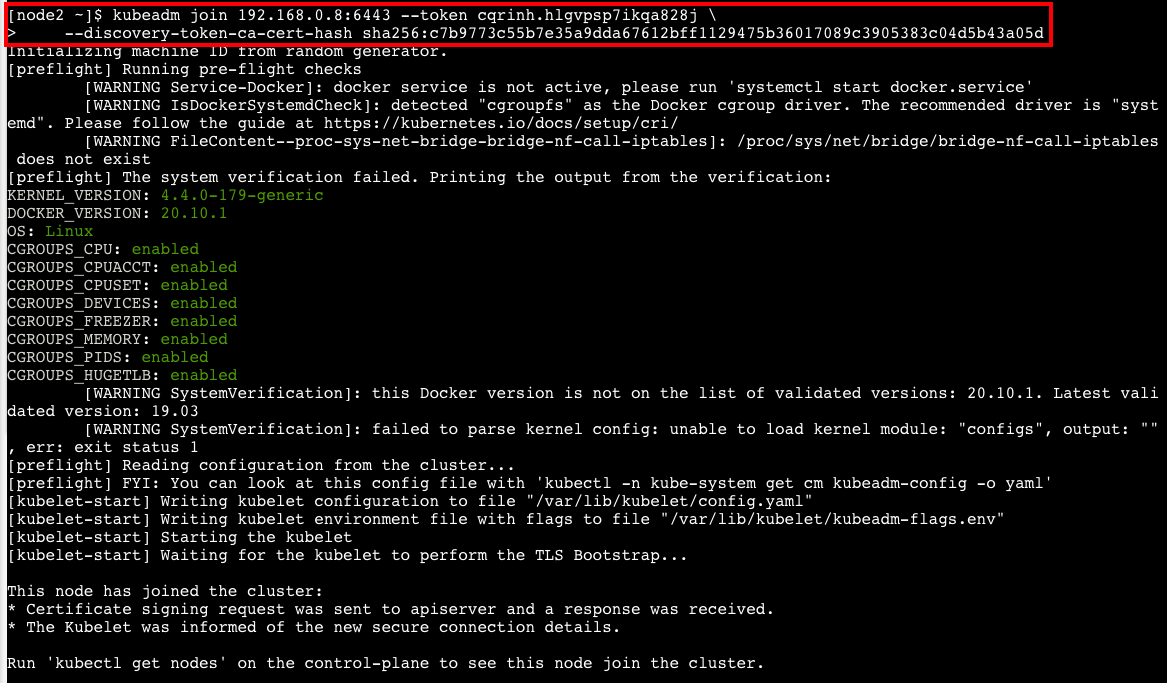 [node2 ~]$ kubeadm join 192.168.0.8:6443 --token cqrinh.hlgvpsp7ikqa828j \
>     --discovery-token-ca-cert-hash sha256:c7b9773c55b7e35a9dda67612bff1129475b36017089c3905383c04d5b43a05d
Initializing machine ID from random generator.
[preflight] Running pre-flight checks
        [WARNING Service-Docker]: docker service is not active, please run 'systemctl start docker.service'
        [WARNING IsDockerSystemdCheck]: detected "cgroupfs" as the Docker cgroup driver. The recommended driver is "syst
emd". Please follow the guide at https://kubernetes.io/docs/setup/cri/
        [WARNING FileContent--proc-sys-net-bridge-bridge-nf-call-iptables]: /proc/sys/net/bridge/bridge-nf-call-iptables
 does not exist
[preflight] The system verification failed. Printing the output from the verification:
KERNEL_VERSION: 4.4.0-179-generic
DOCKER_VERSION: 20.10.1
OS: Linux
CGROUPS_CPU: enabled
CGROUPS_CPUACCT: enabled
CGROUPS_CPUSET: enabled
CGROUPS_DEVICES: enabled
CGROUPS_FREEZER: enabled
CGROUPS_MEMORY: enabled
CGROUPS_PIDS: enabled
CGROUPS_HUGETLB: enabled
        [WARNING SystemVerification]: this Docker version is not on the list of validated versions: 20.10.1. Latest vali
dated version: 19.03
        [WARNING SystemVerification]: failed to parse kernel config: unable to load kernel module: "configs", output: ""
, err: exit status 1
[preflight] Reading configuration from the cluster...
[preflight] FYI: You can look at this config file with 'kubectl -n kube-system get cm kubeadm-config -o yaml'
[kubelet-start] Writing kubelet configuration to file "/var/lib/kubelet/config.yaml"
[kubelet-start] Writing kubelet environment file with flags to file "/var/lib/kubelet/kubeadm-flags.env"
[kubelet-start] Starting the kubelet
[kubelet-start] Waiting for the kubelet to perform the TLS Bootstrap...

This node has joined the cluster:
* Certificate signing request was sent to apiserver and a response was received.
* The Kubelet was informed of the new secure connection details.

Run 'kubectl get nodes' on the control-plane to see this node join the cluster.